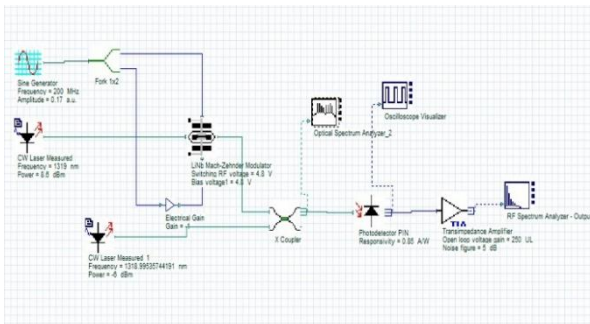 Sine Generator
Frequency = 200 MHz
Amplitude = 0.17 a.u.
Fork 1x2
CW Laser Measured
Frequency = 1319 nm
Power = 8.6 dBm
LiNb Mach-Zehnder Modulator
Switching RF voltage = 4.8 V
Bias voltage1 = 4.8 V
Electrical Gain
Gain =
CW Laser Measured 1
Frequency = 1318.99535744191 nm
Power = -6 dBm
X Coupler
Optical Spectrum Analyzer_2
Oscilloscope Visualizer
Photodetector PIN
Responsivity = 0.85 A/W
TIA
Transimpedance Amplifier
Open loop voltage gain = 250 UL
Noise figure = 5 dB
RF Spectrum Analyzer - Outpu